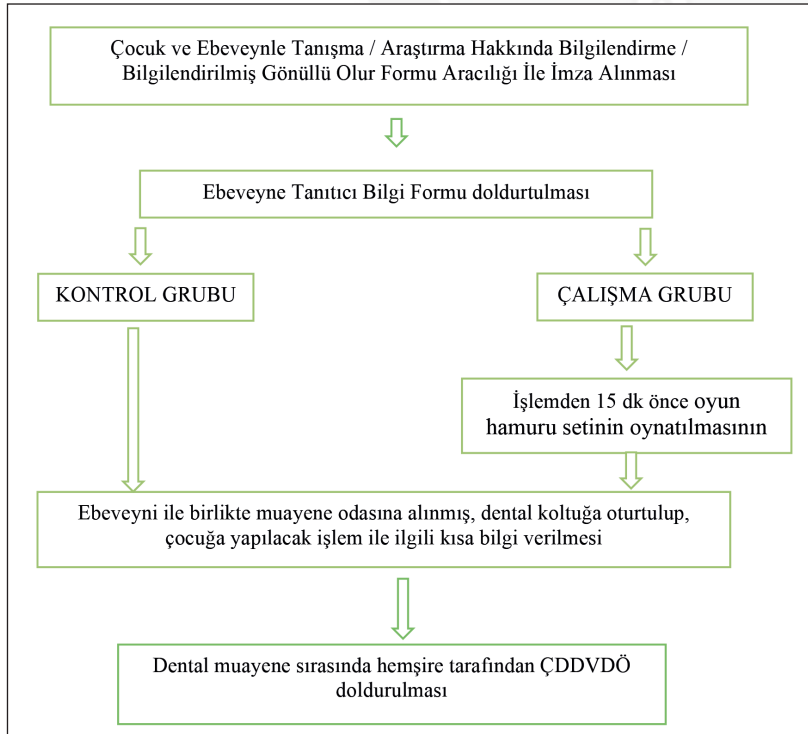 Çocuk ve Ebeveynle Tanışma / Araştırma Hakkında Bilgilendirme /
Bilgilendirilmiş Gönüllü Olur Formu Aracılığı İle İmza Alınması
Ebeveyne Tanıtıcı Bilgi Formu doldurtulması
KONTROL GRUBU
ÇALIŞMA GRUBU
İşlemden 15 dk önce oyun
hamuru setinin oynatılmasının
Ebeveyni ile birlikte muayene odasına alınmış, dental koltuğa oturtulup,
çocuğa yapılacak işlem ile ilgili kısa bilgi verilmesi
Dental muayene sırasında hemşire tarafından ÇDDVDÖ
doldurulması